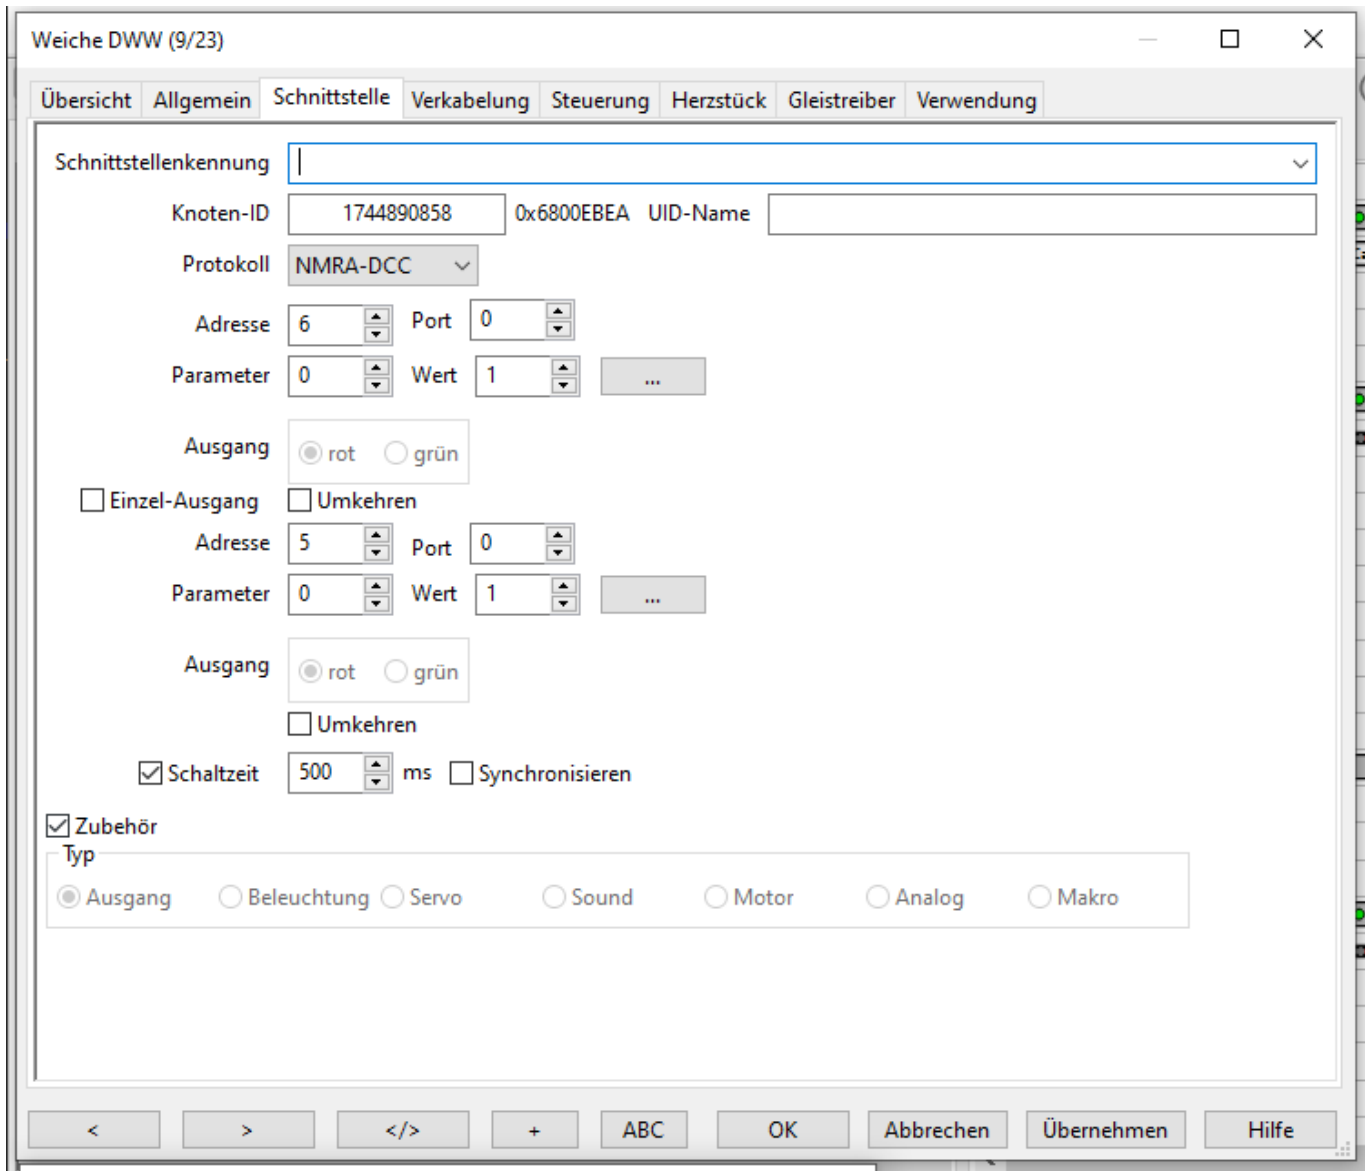 Weiche DWW (9/23)
Übersicht Allgemein Schnittstelle Verkabelung Steuerung Herzstück Gleistreiber Verwendung
Schnittstellenkennung
Knoten-ID 1744890858 0x6800EBEA UID-Name
Protokoll NMRA-DCC
Adresse 6 Port 0
Parameter 0 Wert 1 ...
Ausgang rot grün
Einzel-Ausgang Umkehren
Adresse 5 Port 0
Parameter 0 Wert 1 ...
Ausgang rot grün
Umkehren
Schaltzeit 500 ms Synchronisieren
Zubehör
Typ
Ausgang Beleuchtung Servo Sound Motor Analog Makro
< > </> + ABC OK Abbrechen Übernehmen Hilfe